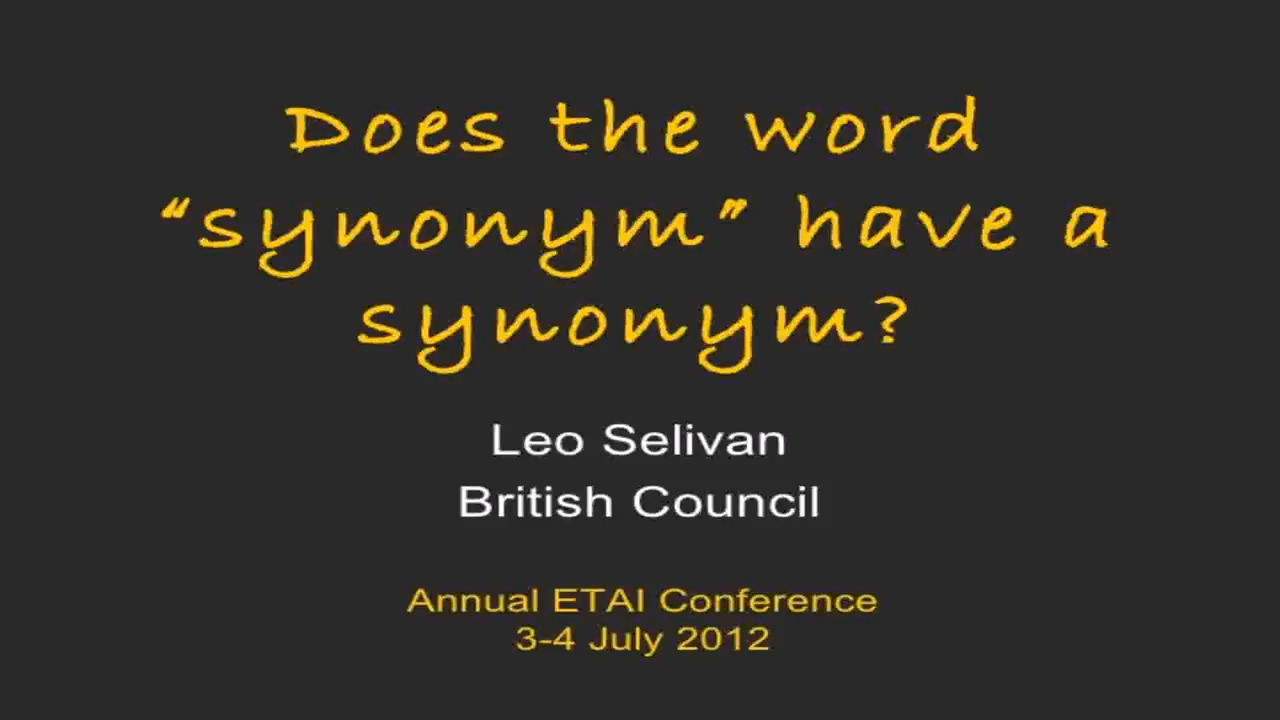 Does the word
“synonym” have a
synonym?
Leo Selivan
British Council
Annual ETAI Conference
3-4 July 2012